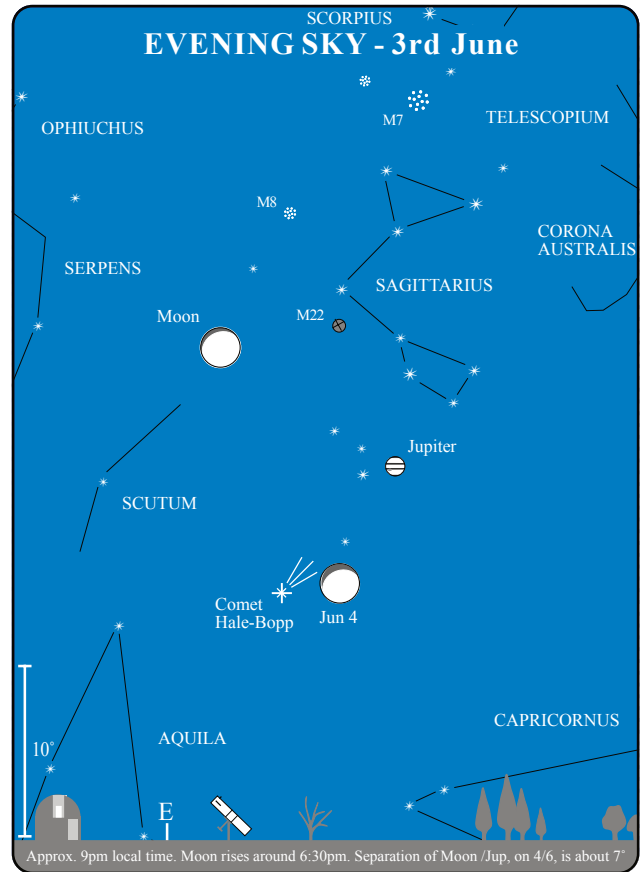 SCORPIUS
EVENING SKY - 3rd June
M7
TELESCOPIUM
OPHIUCHUS
M8
CORONA
AUSTRALIS
SERPENS
SAGITTARIUS
Moon
M22
Jupiter
SCUTUM
Comet
Hale-Bopp
Jun 4
CAPRICORNUS
AQUILA
10°
E
Approx. 9pm local time. Moon rises around 6:30pm. Separation of Moon /Jup, on 4/6, is about 7°